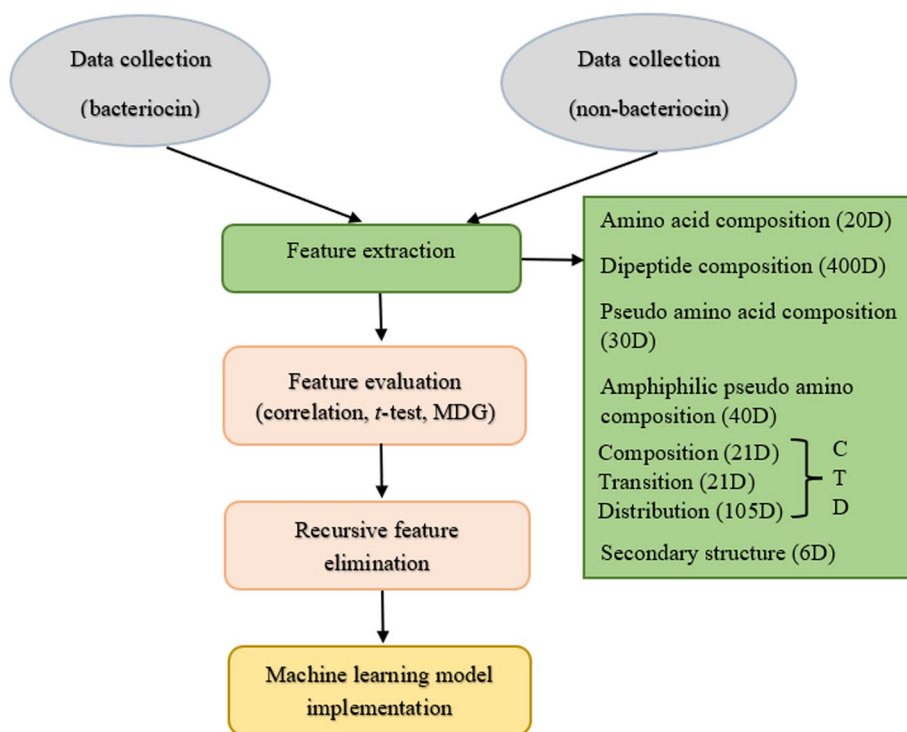 Data collection
(bacteriocin)
Data collection
(non-bacteriocin)
Feature extraction
Amino acid composition (20D)
Dipeptide composition (400D)
Pseudo amino acid composition
(30D)
Amphiphilic pseudo amino
composition (40D)
Composition (21D)
Transition (21D)
Distribution (105D)
C
T
D
Secondary structure (6D)
Feature evaluation
(correlation, t-test, MDG)
Recursive feature
elimination
Machine learning model
implementation